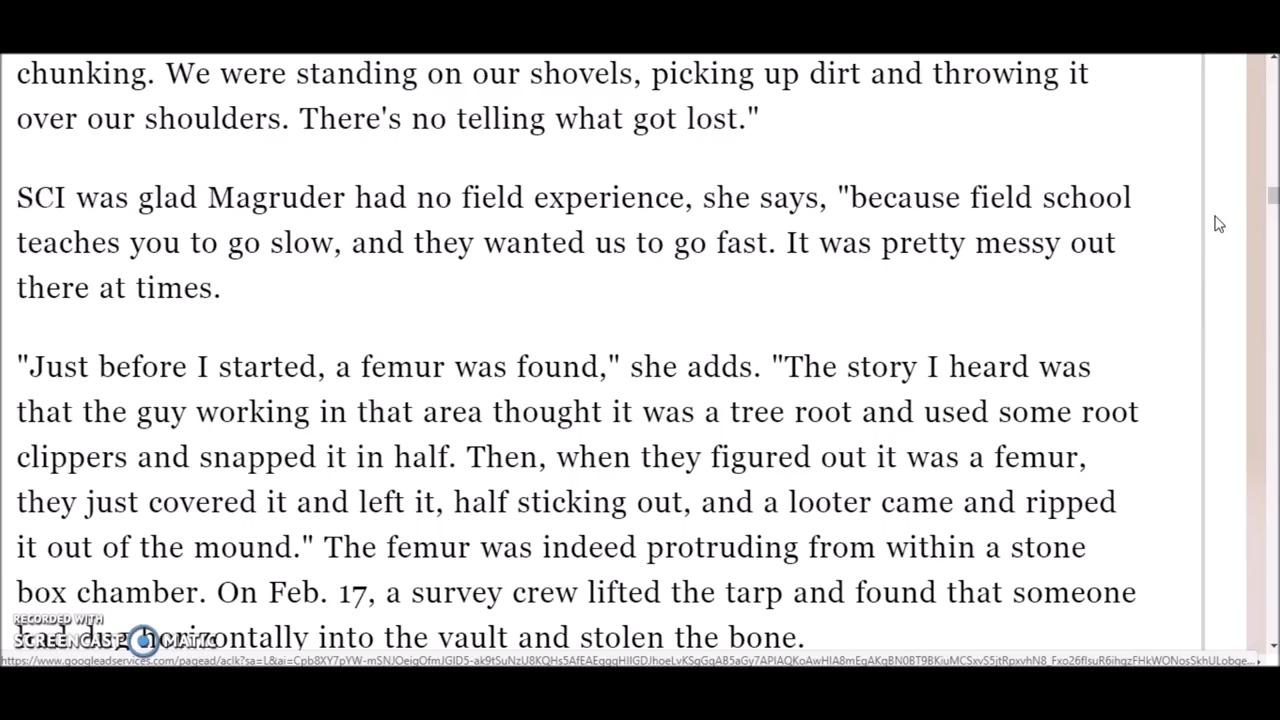 chunking. We were standing on our shovels, picking up dirt and throwing it
over our shoulders. There's no telling what got lost."
SCI was glad Magruder had no field experience, she says, "because field school
teaches you to go slow, and they wanted us to go fast. It was pretty messy out
there at times.
"Just before I started, a femur was found," she adds. "The story I heard was
that the guy working in that area thought it was a tree root and used some root
clippers and snapped it in half. Then, when they figured out it was a femur,
they just covered it and left it, half sticking out, and a looter came and ripped
it out of the mound." The femur was indeed protruding from within a stone
box chamber. On Feb. 17, a survey crew lifted the tarp and found that someone
had dug horizontally into the vault and stolen the bone.
RECORDED WITH
SCREENCAST MATIC